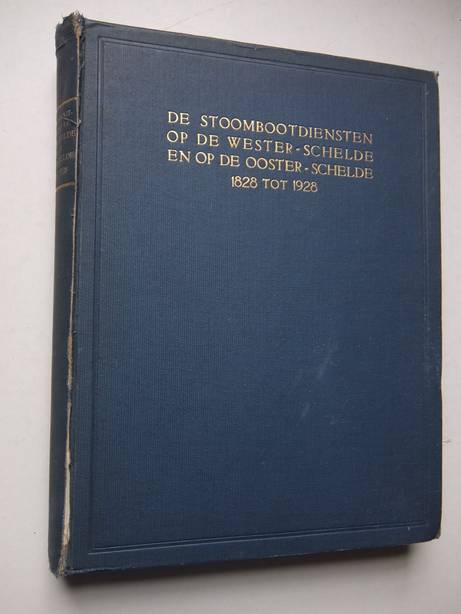 DE STOOMBOOTDIENSTEN
OP DE WESTER-SCHELDE
EN OP DE OOSTER-SCHELDE
1828 TOT 1928